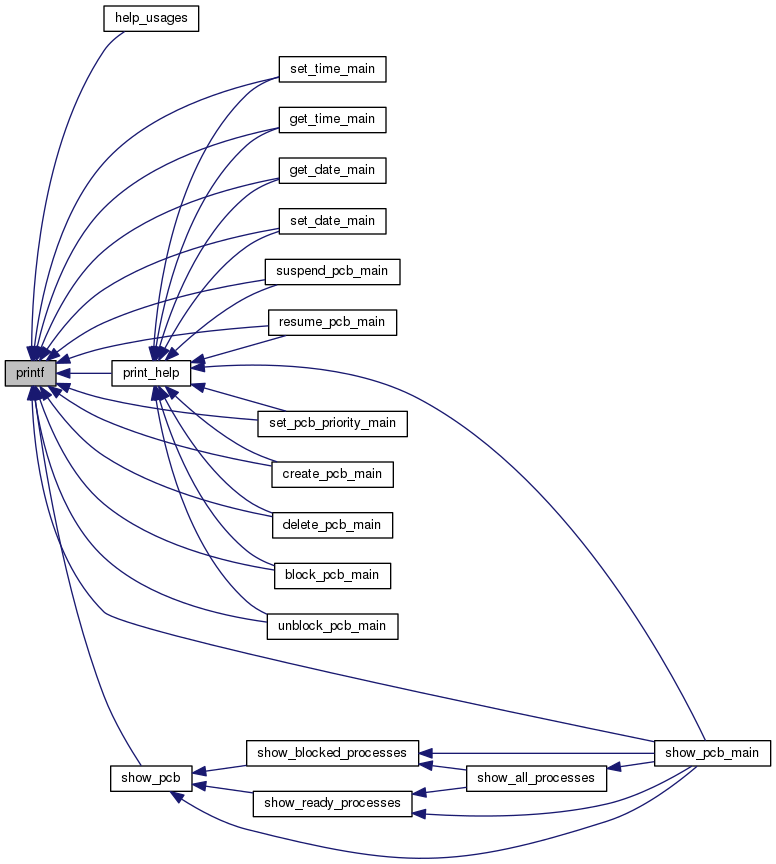 help_usages
set_time_main
get_time_main
get_date_main
set_date_main
suspend_pcb_main
resume_pcb_main
printf
print_help
set_pcb_priority_main
create_pcb_main
delete_pcb_main
block_pcb_main
unblock_pcb_main
show_blocked_processes
show_pcb_main
show_pcb
show_all_processes
show_ready_processes